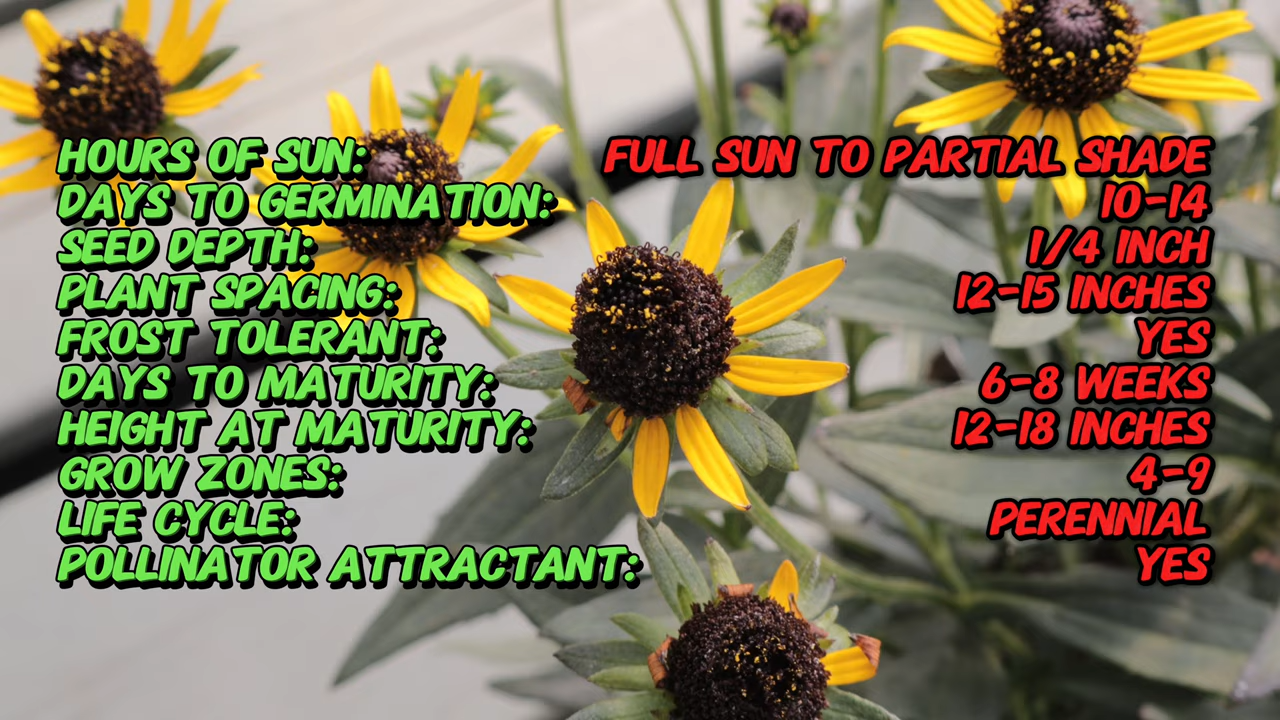 HOURS OF SUN: FULL SUN TO PARTIAL SHADE
DAYS TO GERMINATION: 10-14
SEED DEPTH: 1/4 INCH
PLANT SPACING: 12-15 INCHES
FROST TOLERANT: YES
DAYS TO MATURITY: 6-8 WEEKS
HEIGHT AT MATURITY: 12-18 INCHES
GROW ZONES: 4-9
LIFE CYCLE: PERENNIAL
POLLINATOR ATTRACTANT: YES